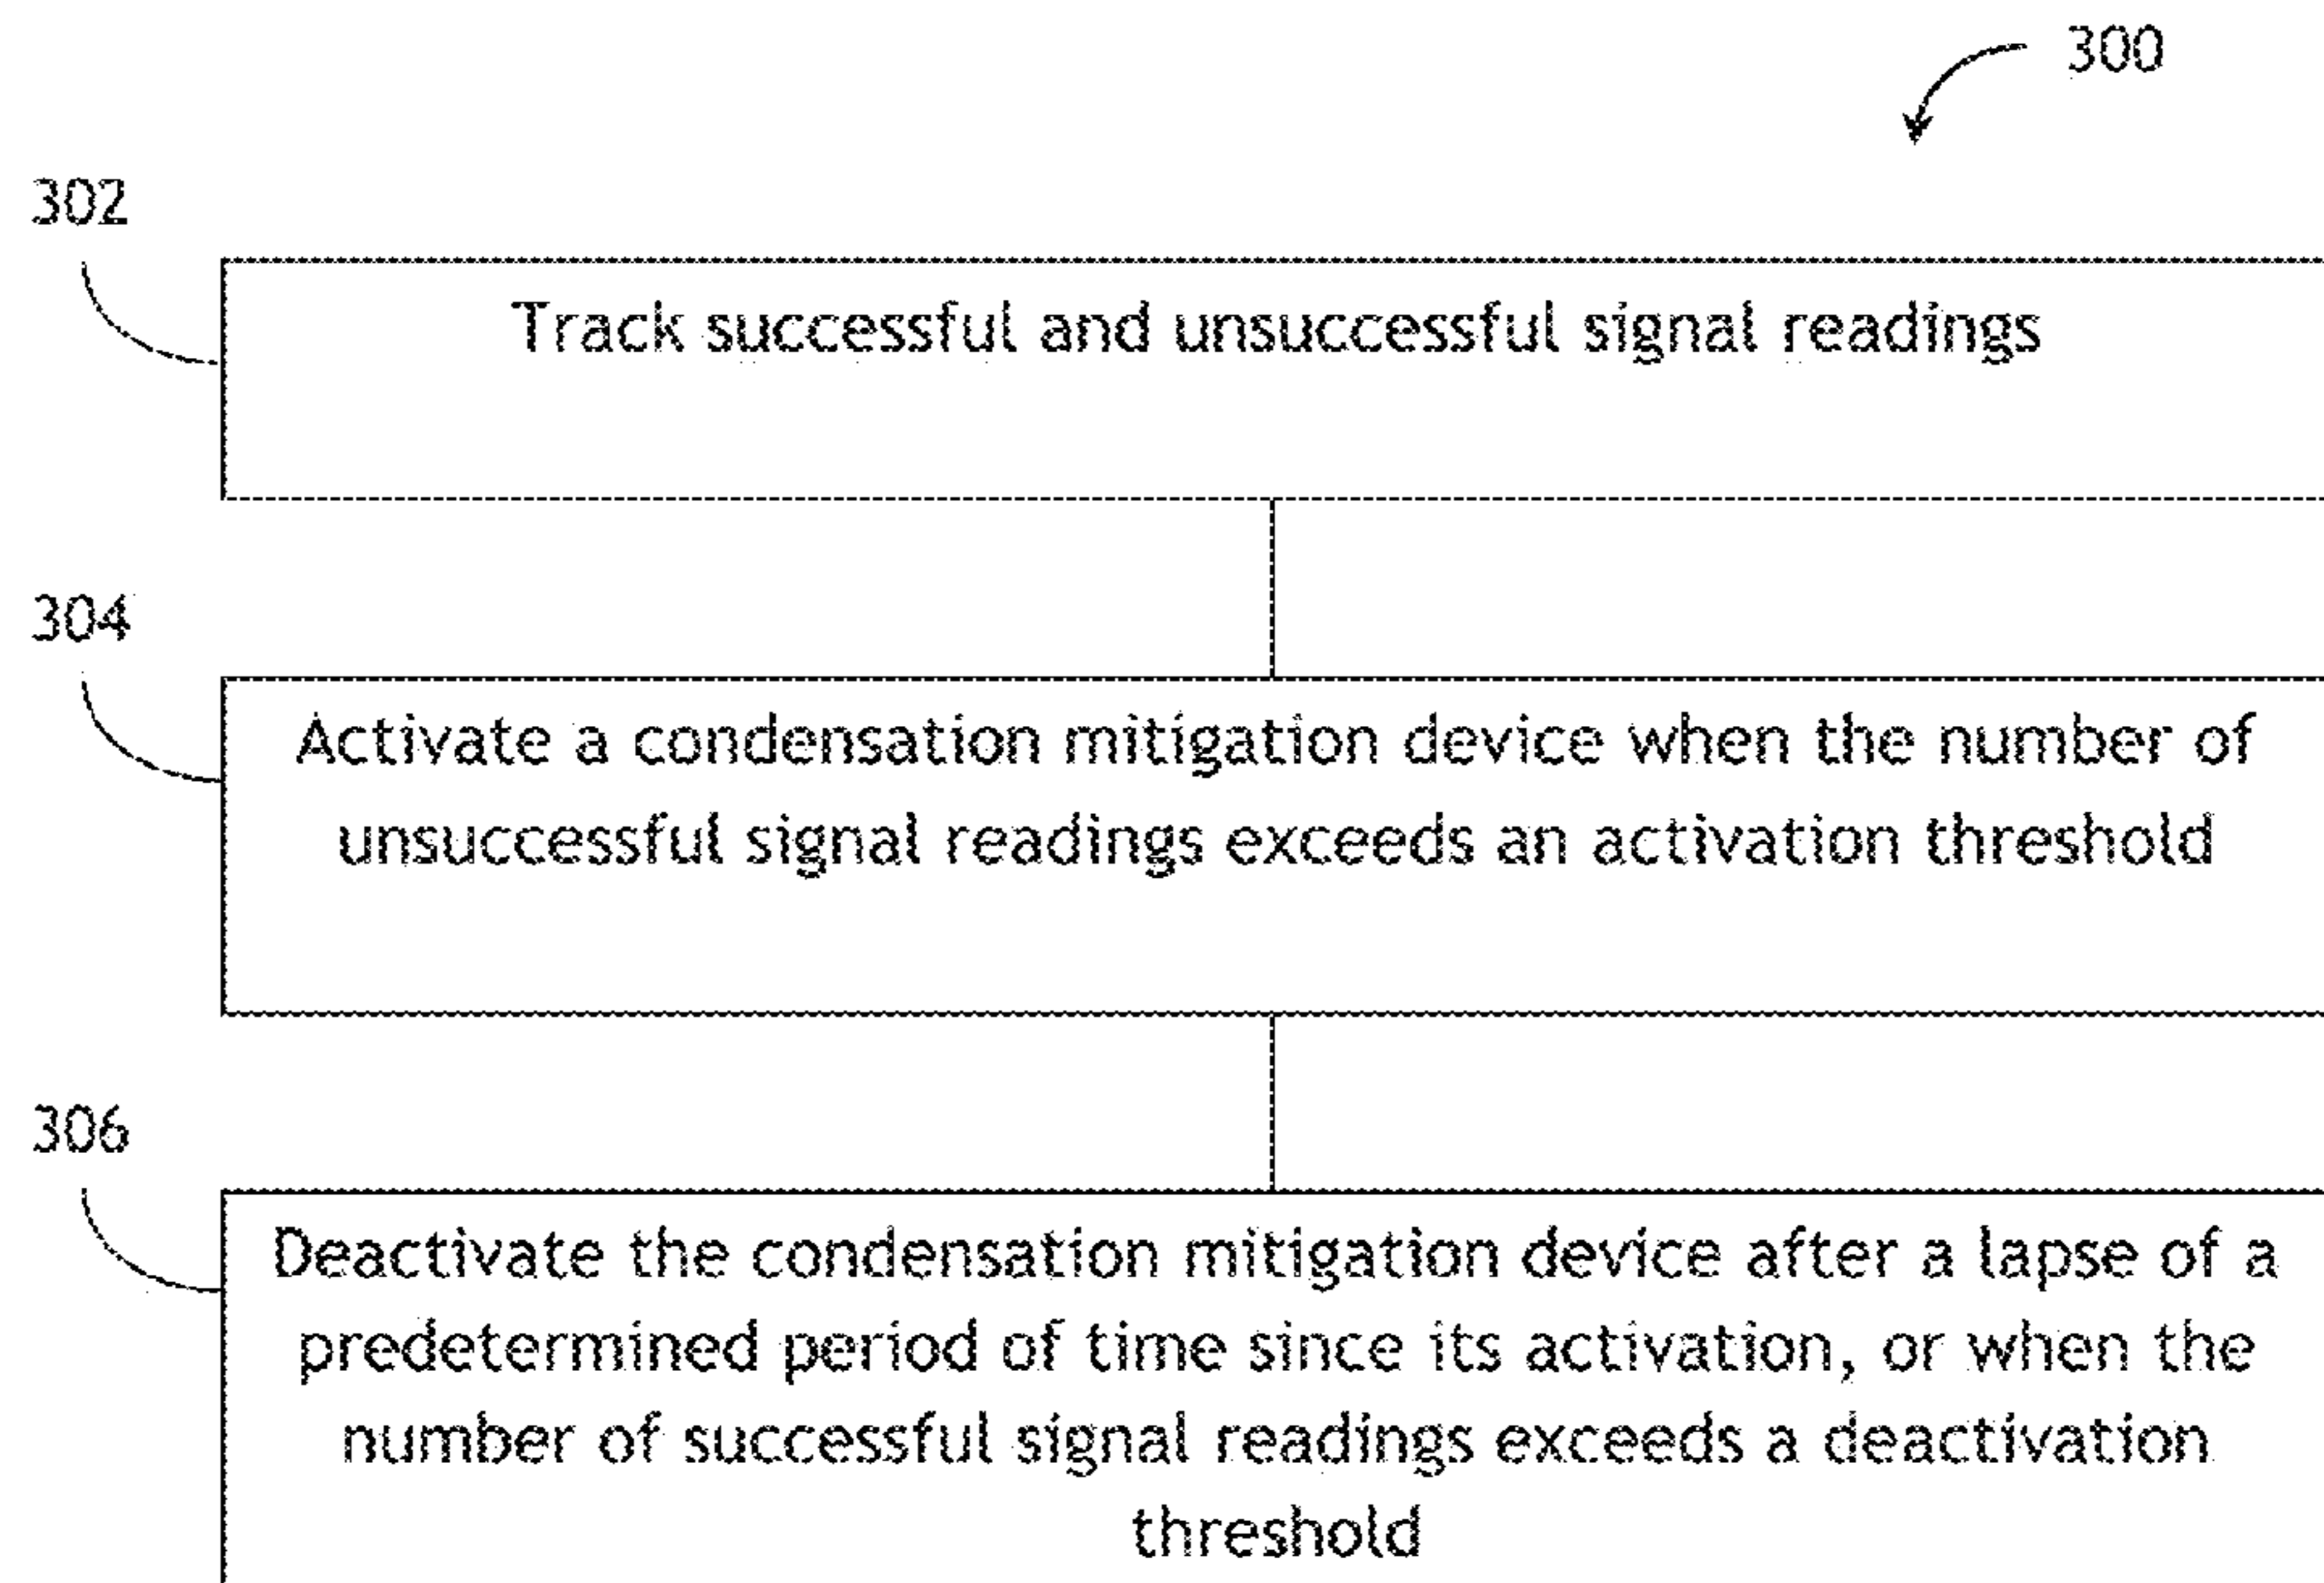 300
302
Track successful and unsuccessful signal readings
304
Activate a condensation mitigation device when the number of
unsuccessful signal readings exceeds an activation threshold
306
Deactivate the condensation mitigation device after a lapse of a
predetermined period of time since its activation, or when the
number of successful signal readings exceeds a deactivation
threshold